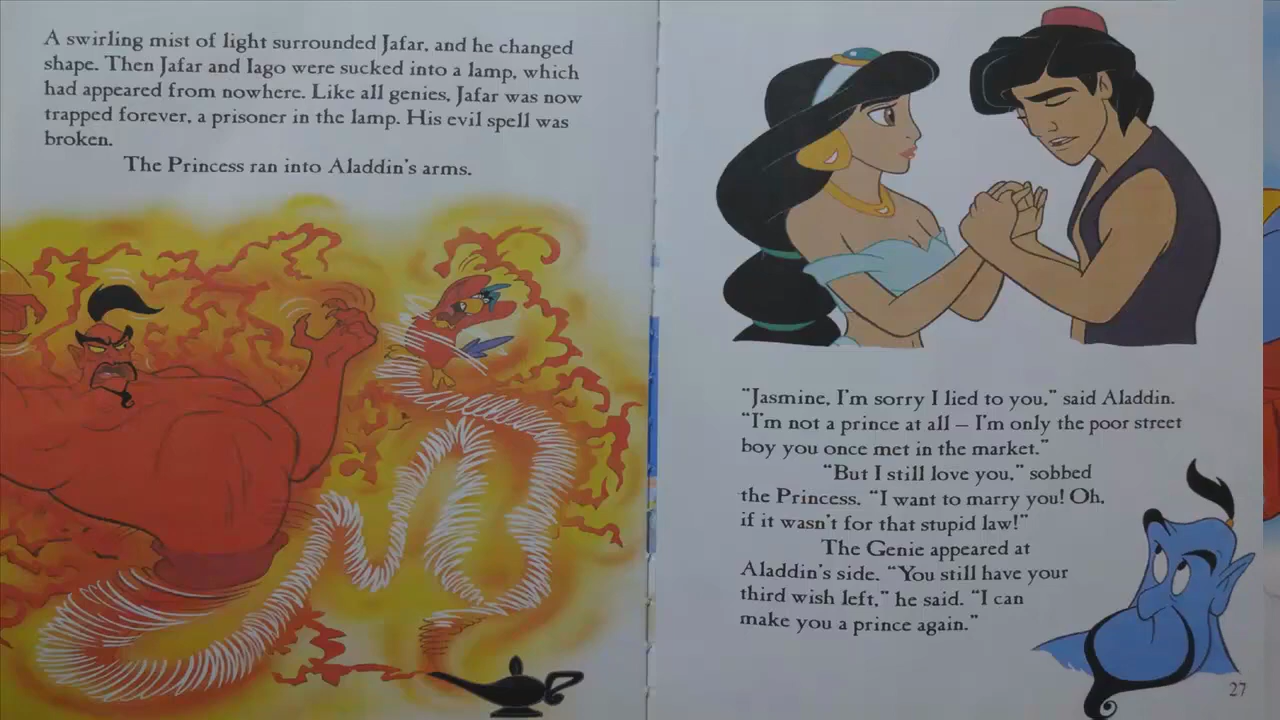 A swirling mist of light surrounded Jafar, and he changed
shape. Then Jafar and Iago were sucked into a lamp, which
had appeared from nowhere. Like all genies, Jafar was now
trapped forever, a prisoner in the lamp. His evil spell was
broken.
The Princess ran into Aladdin's arms.
"Jasmine, I'm sorry I lied to you," said Aladdin.
"I'm not a prince at all – I'm only the poor street
boy you once met in the market."
"But I still love you," sobbed
the Princess. "I want to marry you! Oh,
if it wasn't for that stupid law!"
The Genie appeared at
Aladdin's side. "You still have your
third wish left," he said. "I can
make you a prince again."
27